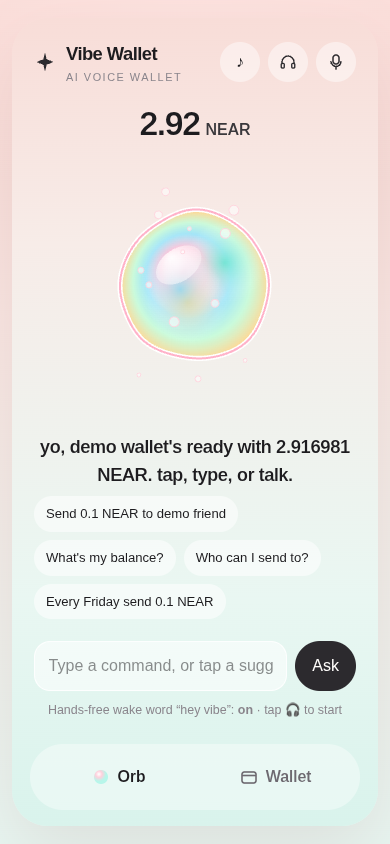 Vibe Wallet
AI VOICE WALLET
♪
2.92 NEAR
yo, demo wallet's ready with 2.916981
NEAR. tap, type, or talk.
Send 0.1 NEAR to demo friend
What's my balance?
Who can I send to?
Every Friday send 0.1 NEAR
Type a command, or tap a sugg
Ask
Hands-free wake word “hey vibe”: on · tap 🎧 to start
Orb
Wallet